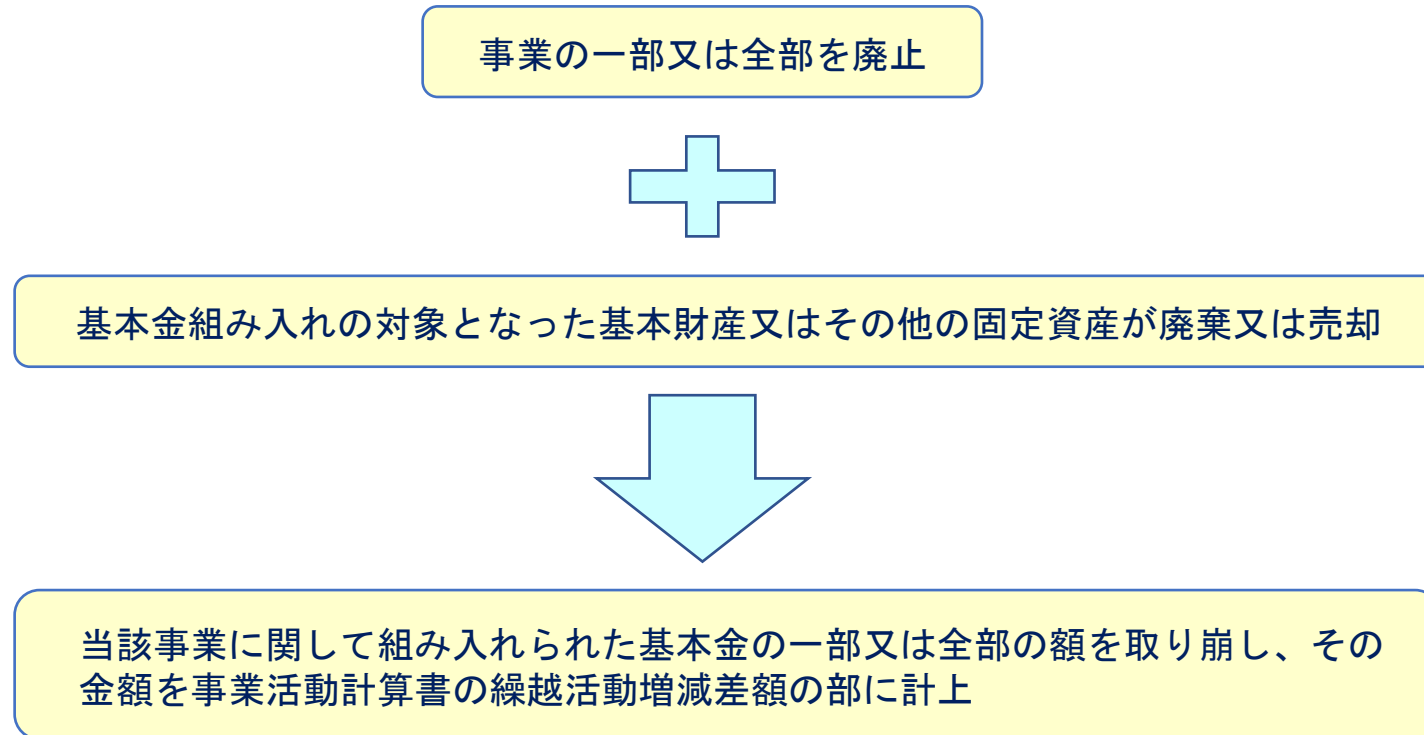 事業の一部又は全部を廃止
基本金組み入れの対象となった基本財産又はその他の固定資産が廃棄又は売却
当該事業に関して組み入れられた基本金の一部又は全部の額を取り崩し、その
金額を事業活動計算書の繰越活動増減差額の部に計上